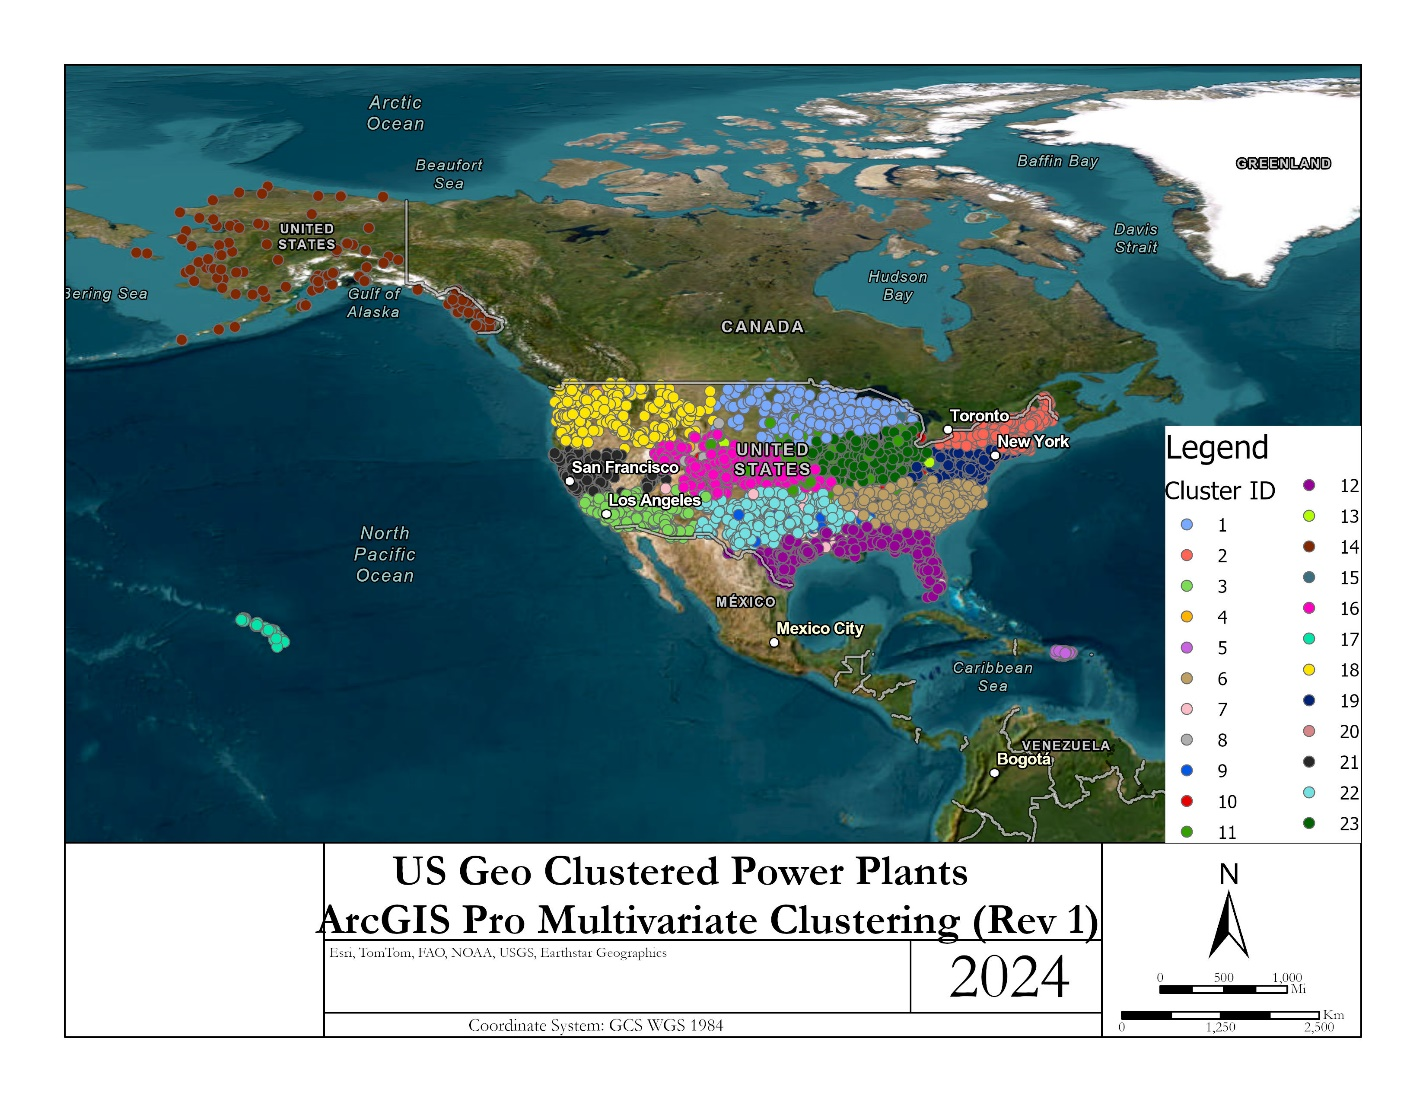 Arctic
Ocean
Beaufort
Sea
Baffin Bay
GREENLAND
UNITED
STATES
Davis
Strait
Hudson
Bay
Bering Sea
Gulf of
Alaska
CANADA
Toronto
New York
UNITED
STATES
San Francisco
Los Angeles
North
Pacific
Ocean
MÉXICO
Mexico City
Caribbean
Sea
VENEZUELA
Bogotá
Legend
Cluster ID
1
2
3
4
5
6
7
8
9
10
11
12
13
14
15
16
17
18
19
20
21
22
23
US Geo Clustered Power Plants
ArcGIS Pro Multivariate Clustering (Rev 1)
Esri, TomTom, FAO, NOAA, USGS, Earthstar Geographics
2024
Coordinate System: GCS WGS 1984
N
0 500 1,000
Mi
Km
0 1,250 2,500